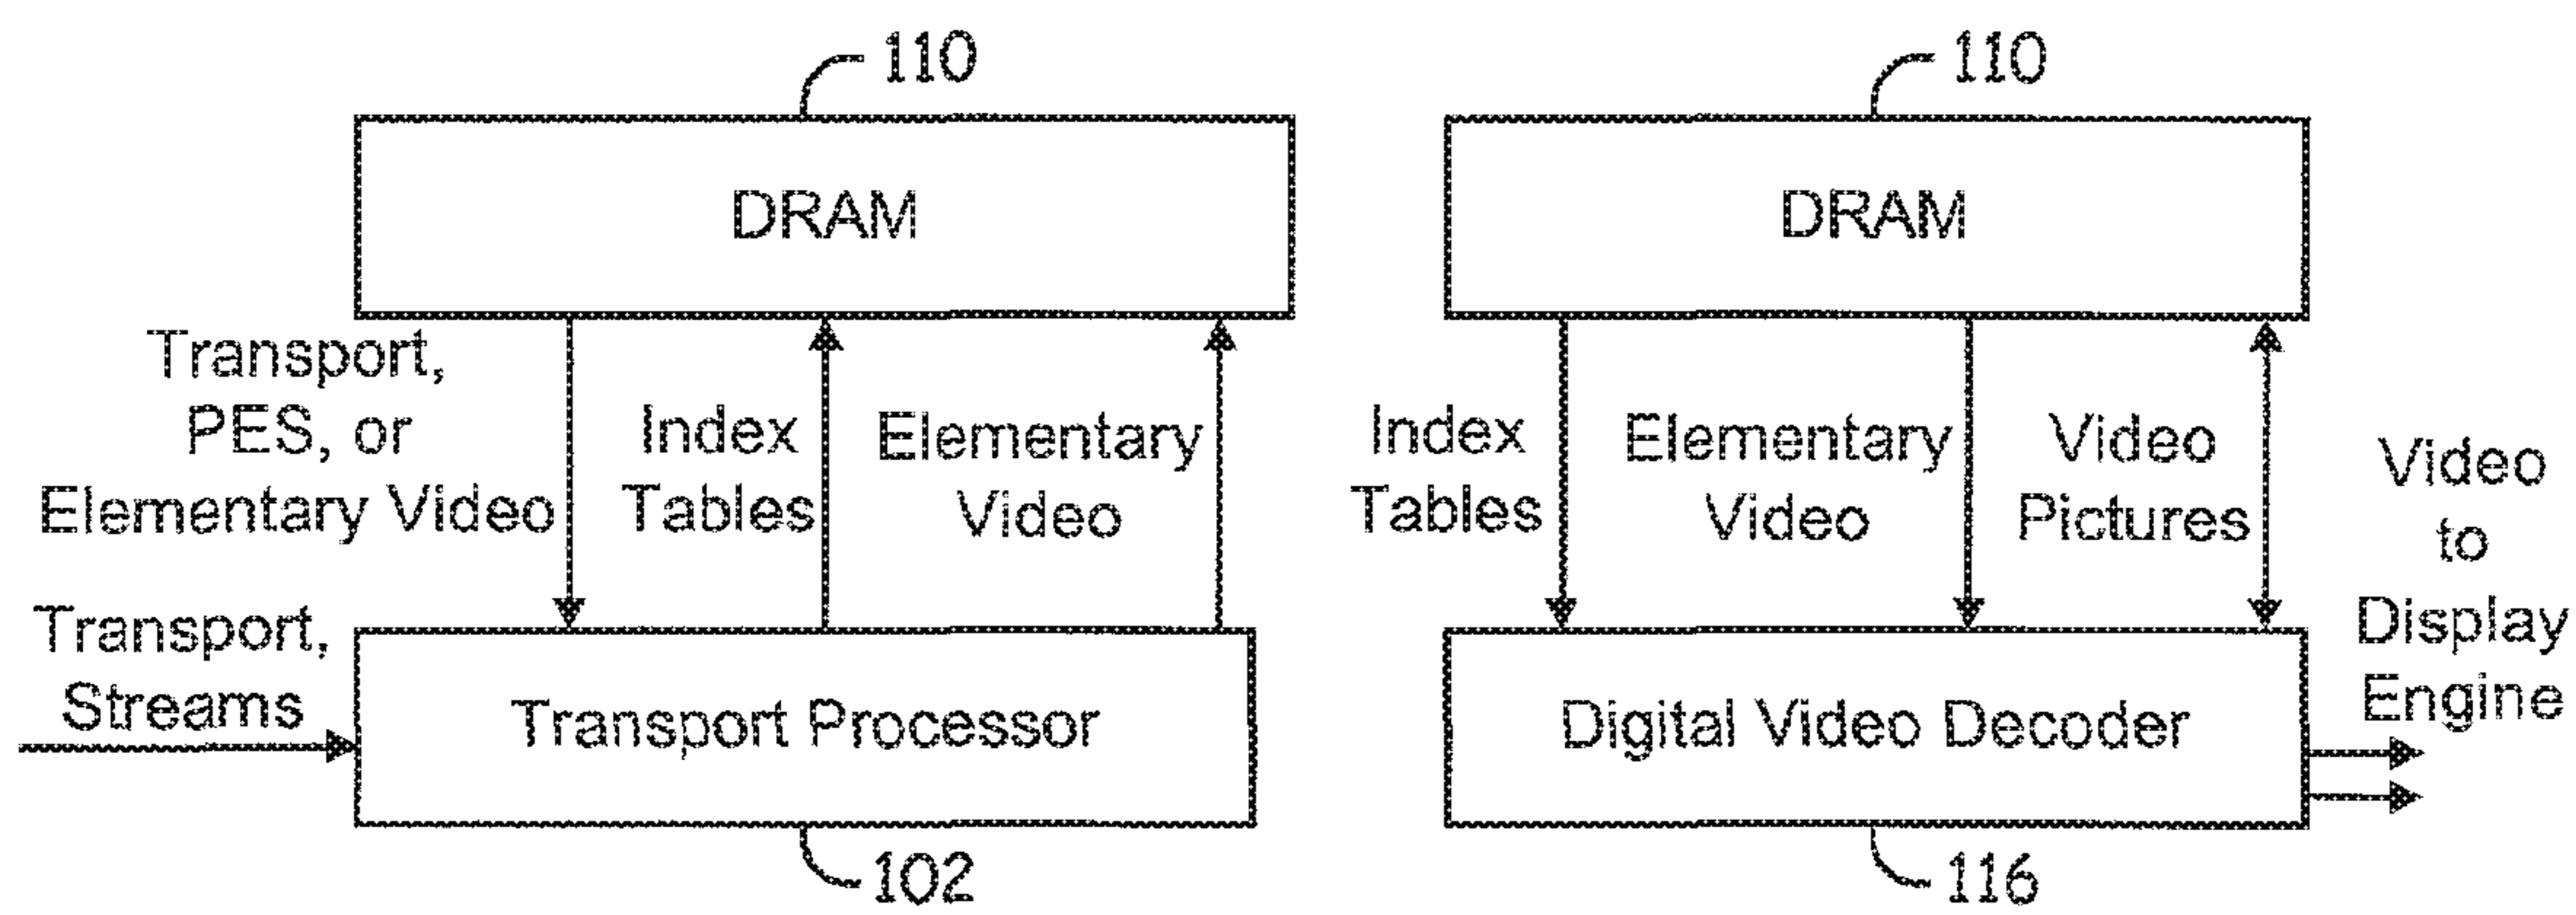 110
110
DRAM
DRAM
Transport,
PES, or
Elementary Video
Index
Tables
Elementary
Video
Index
Tables
Elementary
Video
Video
Pictures
Video
to
Display
Engine
Transport,
Streams
Transport Processor
Digital Video Decoder
102
116